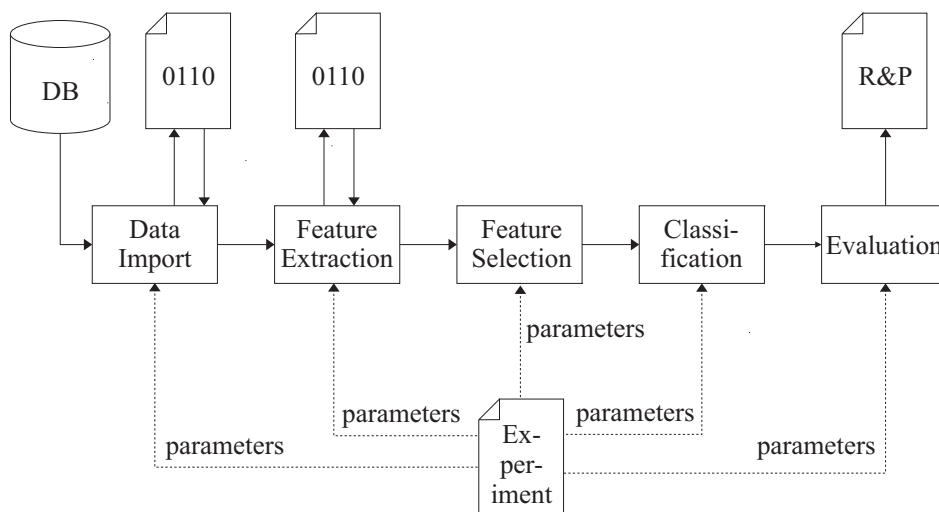 DB
0110
0110
R&P
Data
Import
Feature
Extraction
Feature
Selection
Classi-
fication
Evaluation
parameters
parameters
parameters
parameters
parameters
Ex-
per-
iment